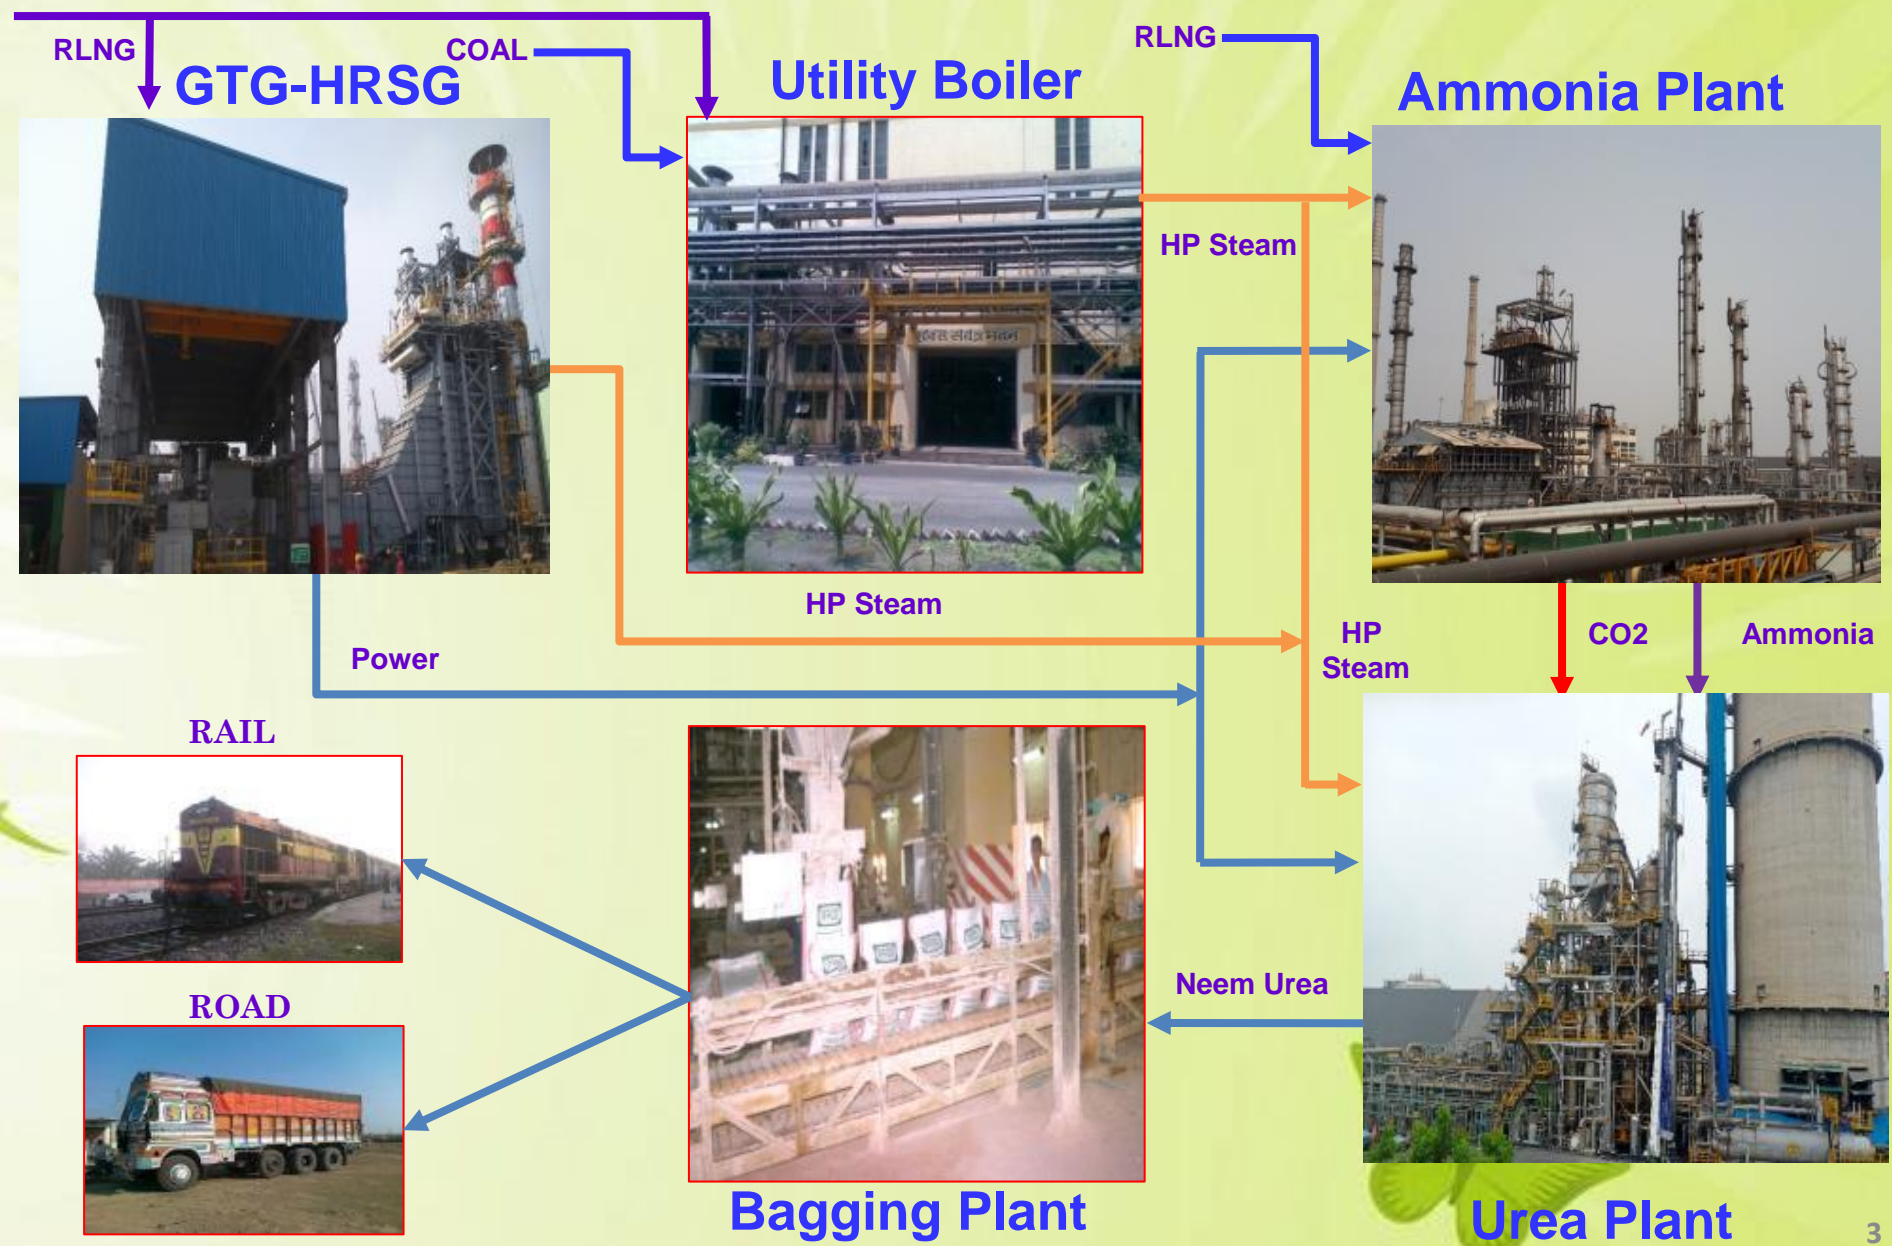 RLNG
COAL
RLNG
GTG-HRSG
Utility Boiler
Ammonia Plant
HP Steam
HP Steam
Power
HP
Steam
CO2
Ammonia
RAIL
ROAD
Neem Urea
Bagging Plant
Urea Plant
3